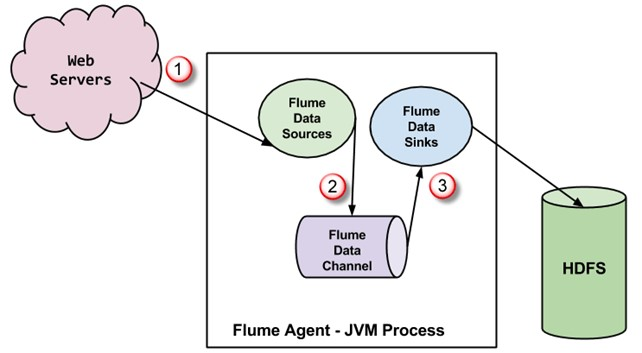 Web
Servers
1
Flume
Data
Sources
Flume
Data
Sinks
2
3
Flume
Data
Channel
HDFS
Flume Agent - JVM Process